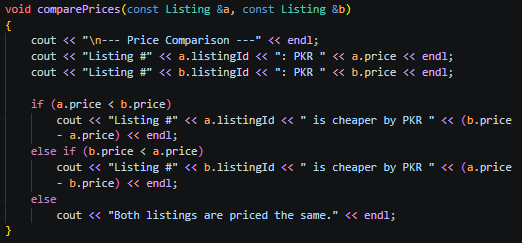 void comparePrices(const Listing &a, const Listing &b)
{
    cout << "\n--- Price Comparison ---" << endl;
    cout << "Listing #" << a.listingId << ": PKR " << a.price << endl;
    cout << "Listing #" << b.listingId << ": PKR " << b.price << endl;

    if (a.price < b.price)
        cout << "Listing #" << a.listingId << " is cheaper by PKR " << (b.price
        - a.price) << endl;
    else if (b.price < a.price)
        cout << "Listing #" << b.listingId << " is cheaper by PKR " << (a.price
        - b.price) << endl;
    else
        cout << "Both listings are priced the same." << endl;
}